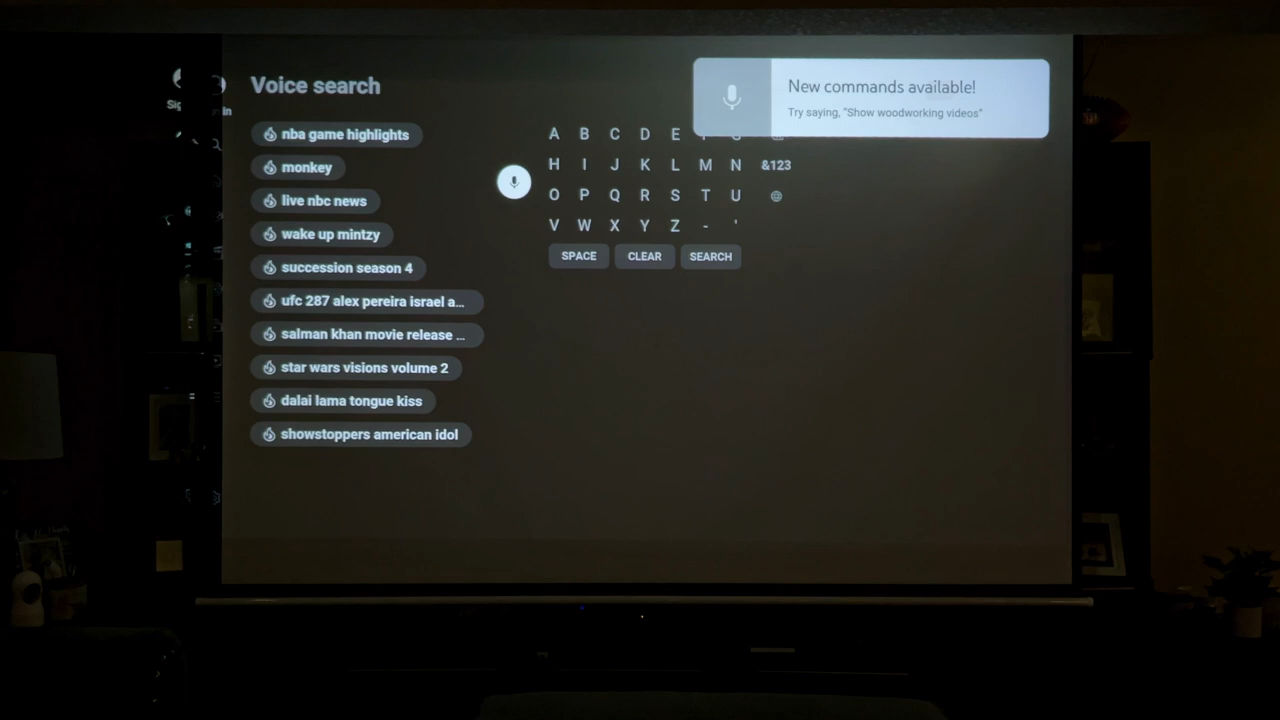 Voice search
New commands available!
Try saying, "Show woodworking videos"
nba game highlights
monkey
live nbc news
wake up mintzy
succession season 4
ufc 287 alex pereira israel a...
salman khan movie release ...
star wars visions volume 2
dalai lama tongue kiss
showstoppers american idol
A B C D E
H I J K L M N &123
O P Q R S T U
V W X Y Z - '
SPACE CLEAR SEARCH
Sig
in